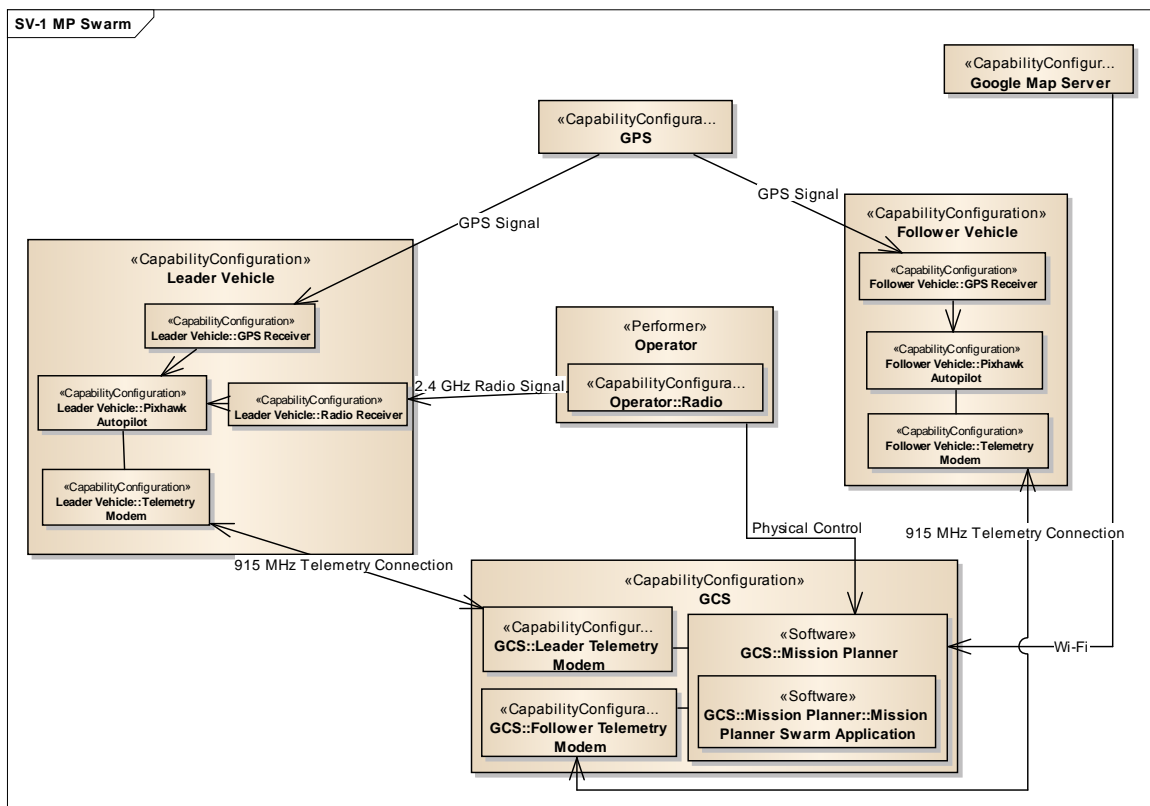 SV-1 MP Swarm
«CapabilityConfigur...
Google Map Server
«CapabilityConfigura...
GPS
GPS Signal
GPS Signal
«CapabilityConfiguration»
Leader Vehicle
«CapabilityConfiguration»
Leader Vehicle::GPS Receiver
«CapabilityConfiguration»
Leader Vehicle::Pixhawk
Autopilot
«CapabilityConfiguration»
Leader Vehicle::Radio Receiver
«CapabilityConfiguration»
Leader Vehicle::Telemetry
Modem
2.4 GHz Radio Signal
«Performer»
Operator
«CapabilityConfigura...
Operator::Radio
«CapabilityConfiguration»
Follower Vehicle
«CapabilityConfiguration»
Follower Vehicle::GPS Receiver
«CapabilityConfiguration»
Follower Vehicle::Pixhawk
Autopilot
«CapabilityConfiguration»
Follower Vehicle::Telemetry
Modem
Physical Control
915 MHz Telemetry Connection
915 MHz Telemetry Connection
«CapabilityConfiguration»
GCS
«CapabilityConfigur...
GCS::Leader Telemetry
Modem
«CapabilityConfigura...
GCS::Follower Telemetry
Modem
«Software»
GCS::Mission Planner
«Software»
GCS::Mission Planner::Mission
Planner Swarm Application
Wi-Fi